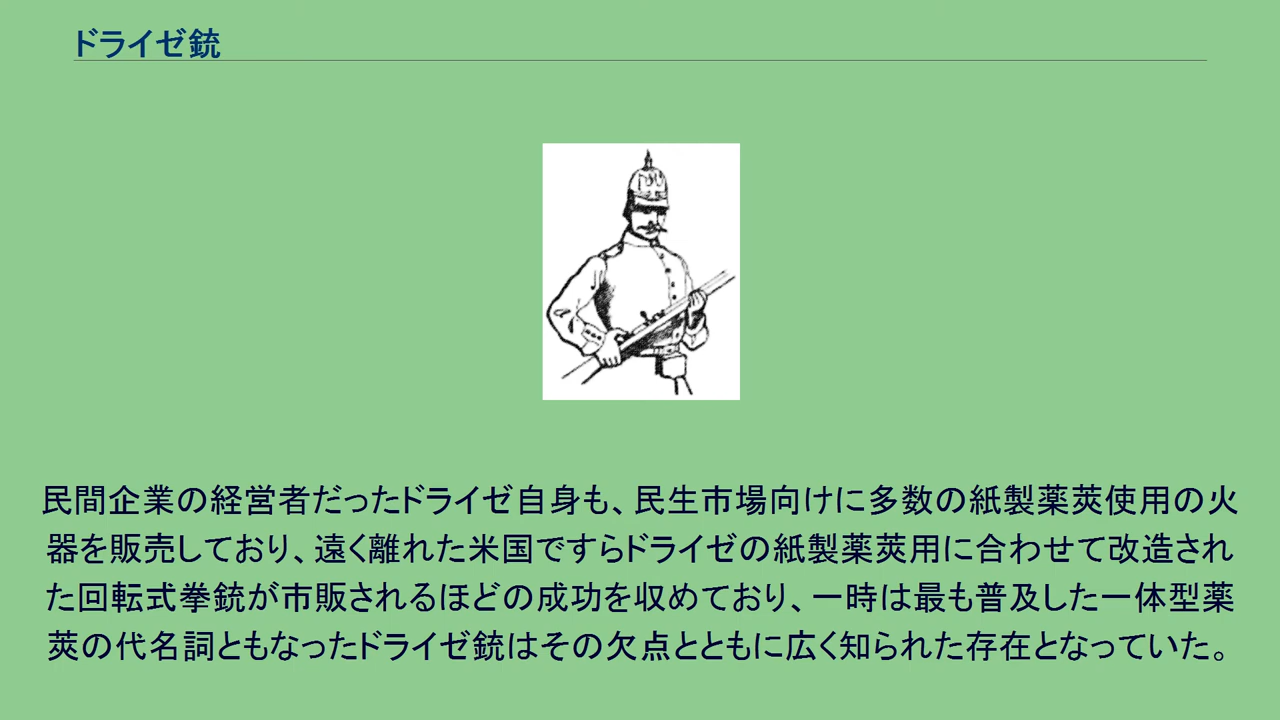 ドライゼ銃
民間企業の経営者だったドライゼ自身も、民生市場向けに多数の紙製薬莢使用の火
器を販売しており、遠く離れた米国ですらドライゼの紙製薬莢用に合わせて改造され
た回転式拳銃が市販されるほどの成功を収めており、一時は最も普及した一体型薬
莢の代名詞ともなったドライゼ銃はその欠点とともに広く知られた存在となっていた。